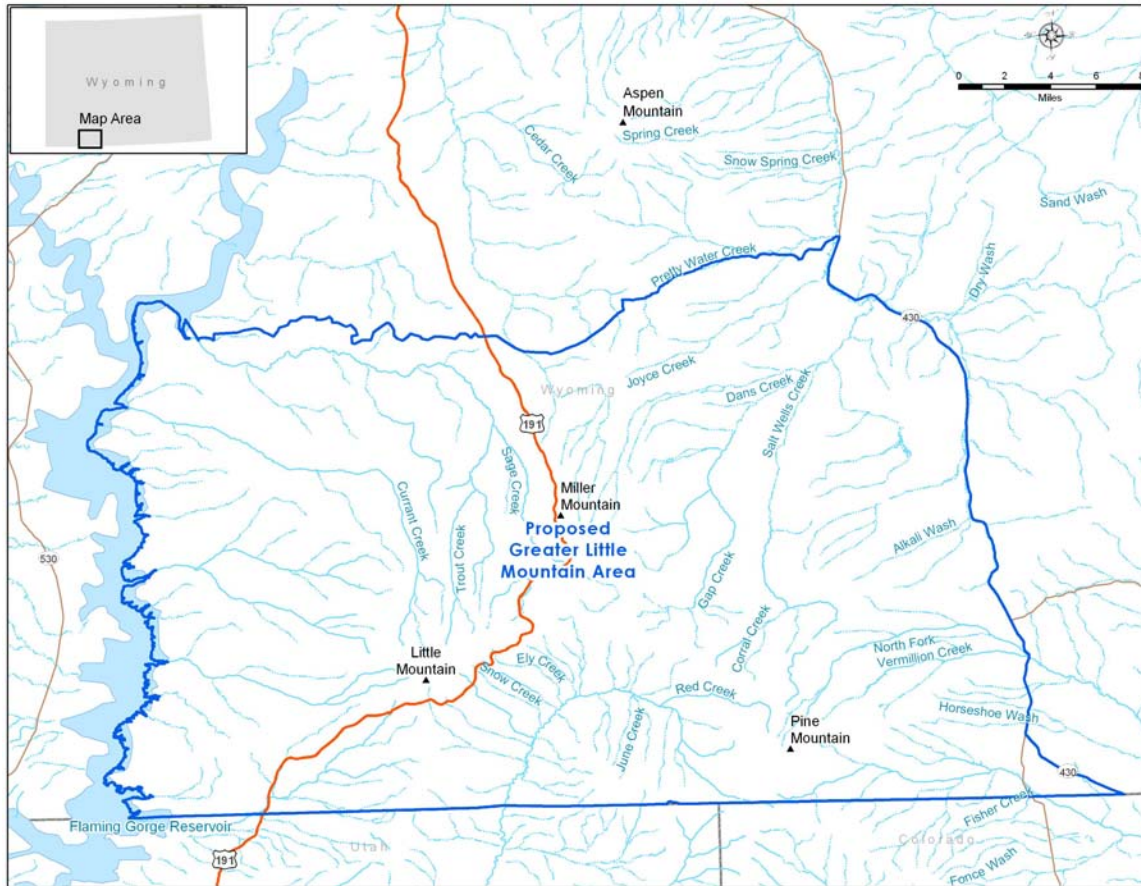 Wyoming
Map Area
0 2 4 6 8
Miles
Aspen
Mountain
Spring Creek
Cedar Creek
Snow Spring Creek
Sand Wash
Pretty Water Creek
Dry Wash
430
Wyoming
Joyce Creek
Dans Creek
Salt Wells Creek
191
Sage Creek
Miller
Mountain
Currant Creek
Trout Creek
Proposed
Greater Little
Mountain Area
Alkali Wash
530
Gap Creek
Corral Creek
North Fork
Vermillion Creek
Little
Mountain
Ely Creek
Snow Creek
Red Creek
Horseshoe Wash
June Creek
Pine
Mountain
430
Fisher Creek
Flaming Gorge Reservoir
Utah
Colorado
191
Fonce Wash